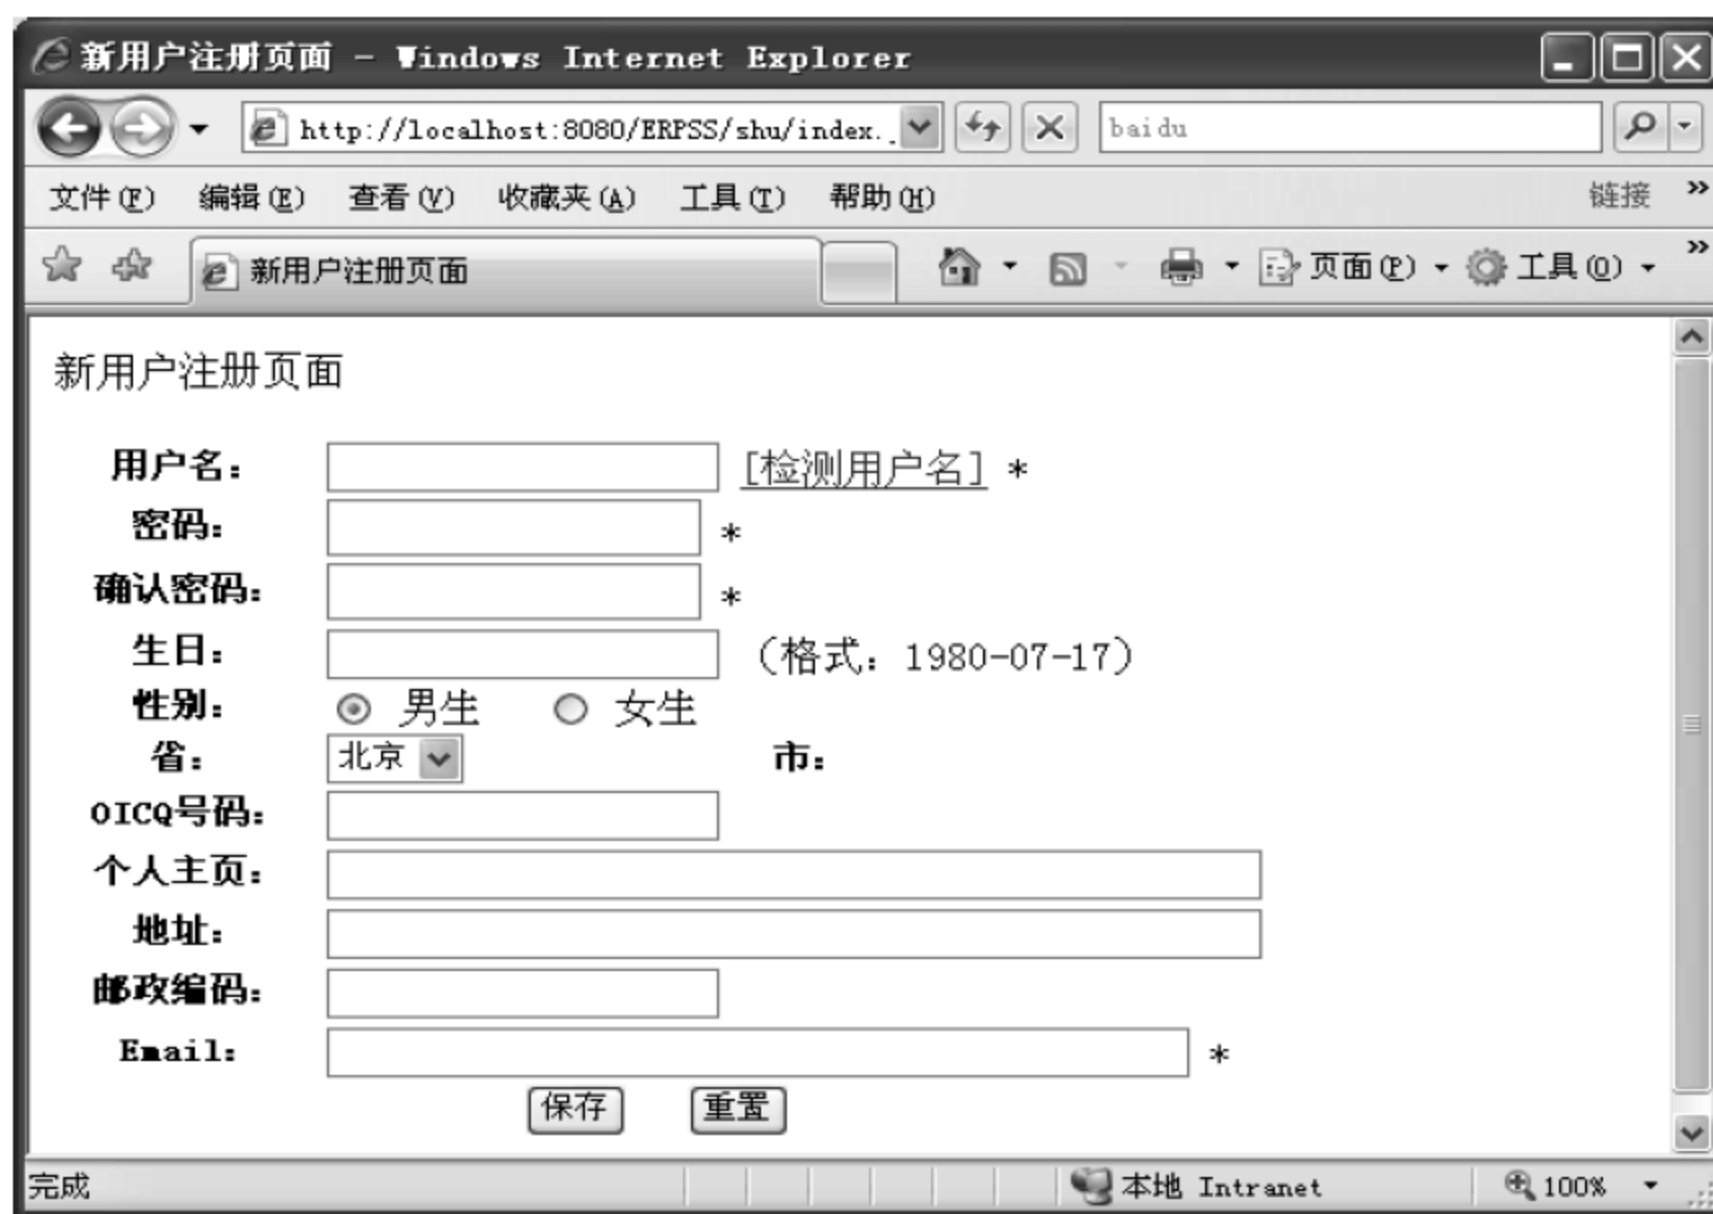 新用户注册页面 - Windows Internet Explorer
http://localhost:8080/ERPSS/shu/index.. baidu
文件(F) 编辑(E) 查看(V) 收藏夹(A) 工具(T) 帮助(H) 链接 »
新用户注册页面 页面(P) 工具(O) »
新用户注册页面
用户名： [检测用户名] *
密码： *
确认密码： *
生日： （格式：1980-07-17）
性别： 男生 女生
省： 北京 市：
OICQ号码：
个人主页：
地址：
邮政编码：
Email： *
保存 重置
完成 本地 Intranet 100%